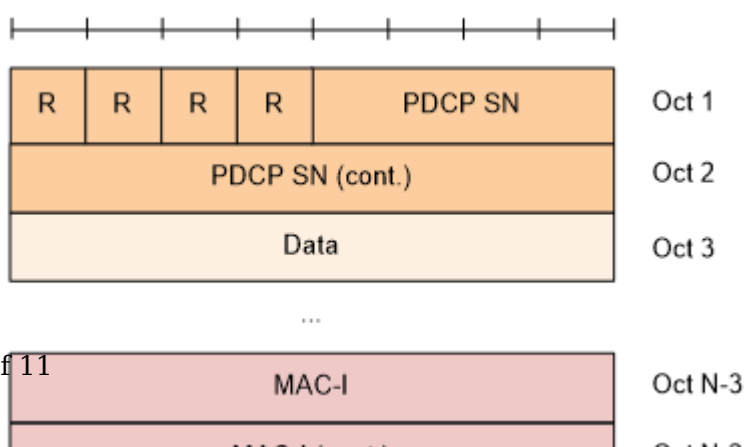 R R R R PDCP SN Oct 1
PDCP SN (cont.) Oct 2
Data Oct 3
...
f 11
MAC-I Oct N-3